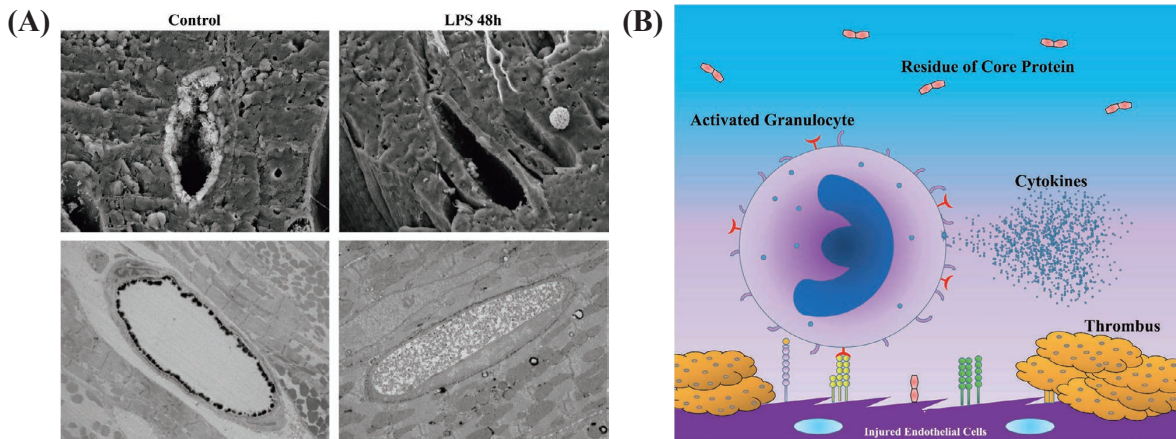 (A)
Control
LPS 48h
(B)
Residue of Core Protein
Activated Granulocyte
Cytokines
Thrombus
Injured Endothelial Cells